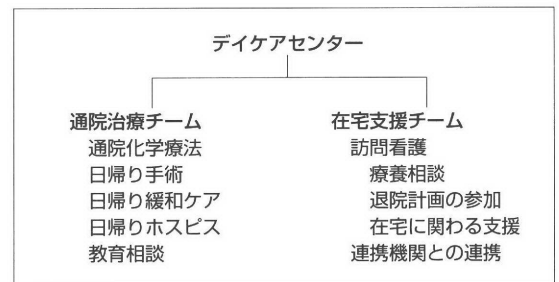 デイケアセンター
通院治療チーム
通院化学療法
日帰り手術
日帰り緩和ケア
日帰りホスピス
教育相談
在宅支援チーム
訪問看護
療養相談
退院計画の参加
在宅に関わる支援
連携機関との連携